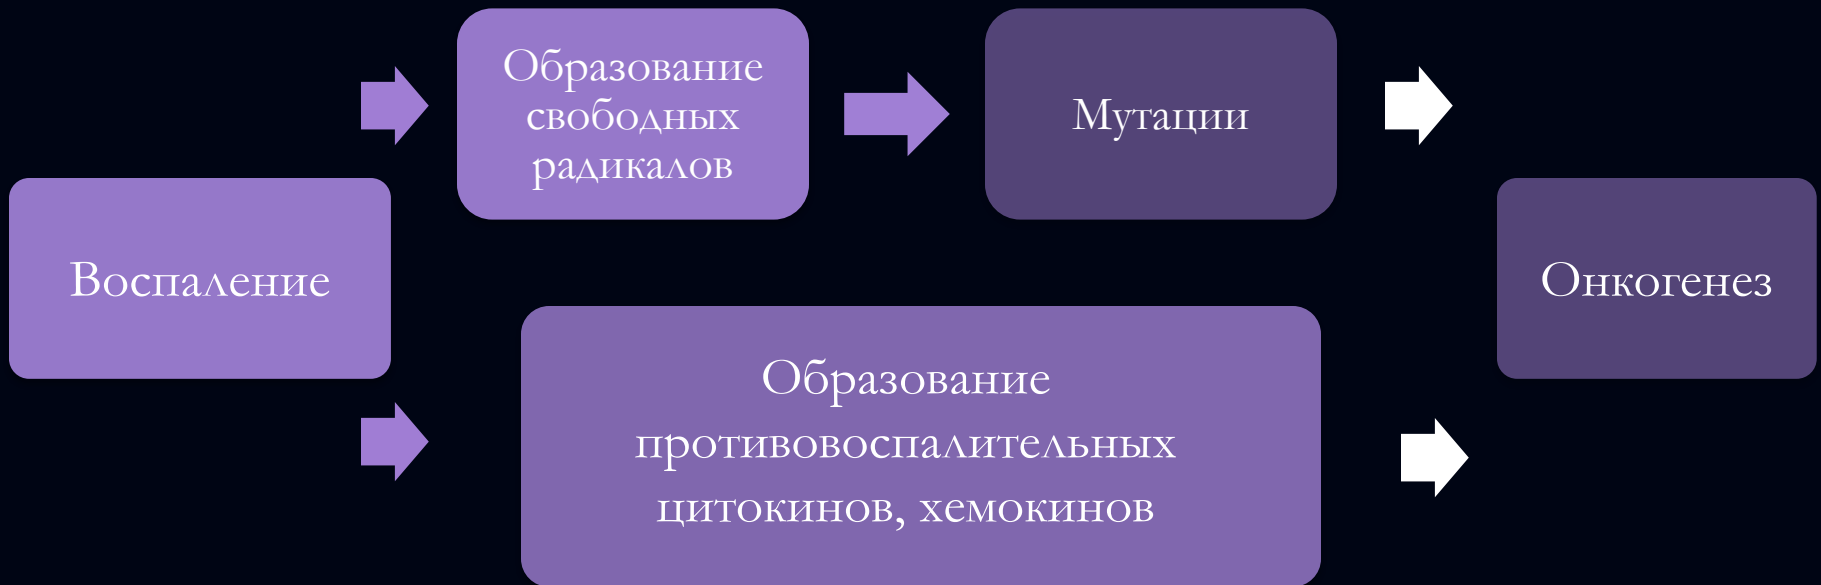 Воспаление
Образование
свободных
радикалов
Мутации
Образование
противовоспалительных
цитокинов, хемокинов
Онкогенез